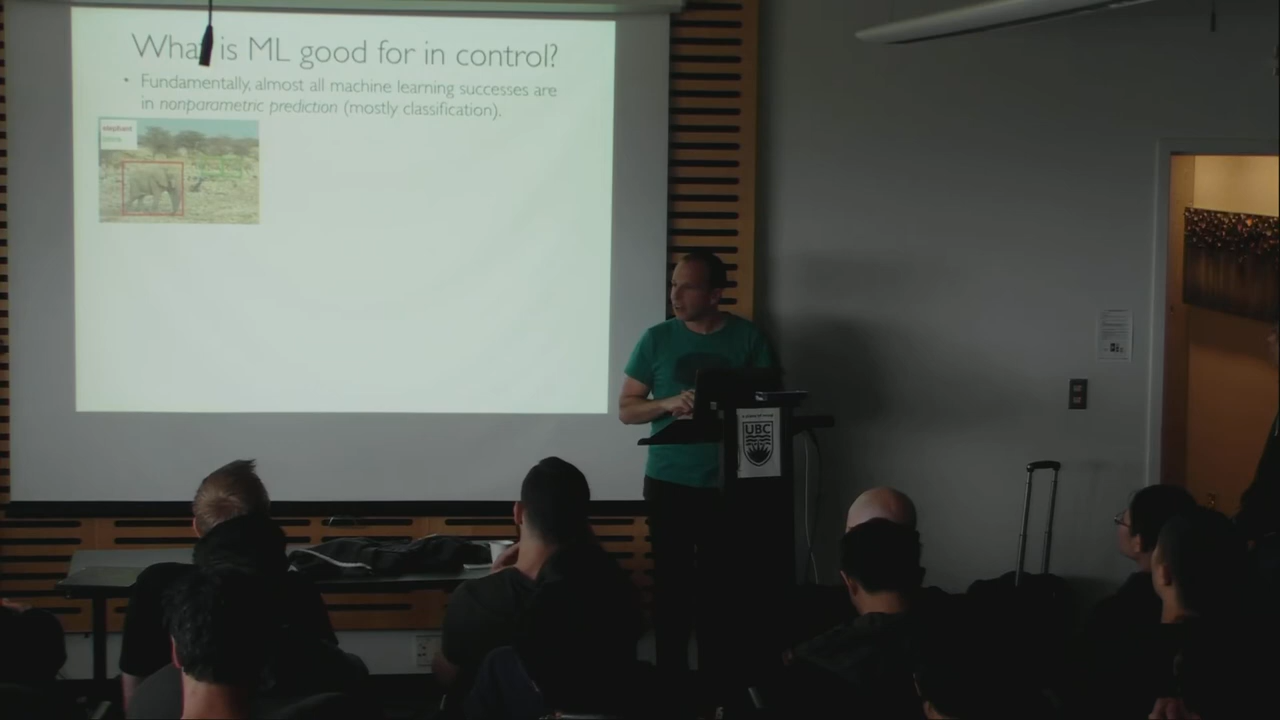 What is ML good for in control?
• Fundamentally, almost all machine learning successes are
in nonparametric prediction (mostly classification).
elephant
UBC